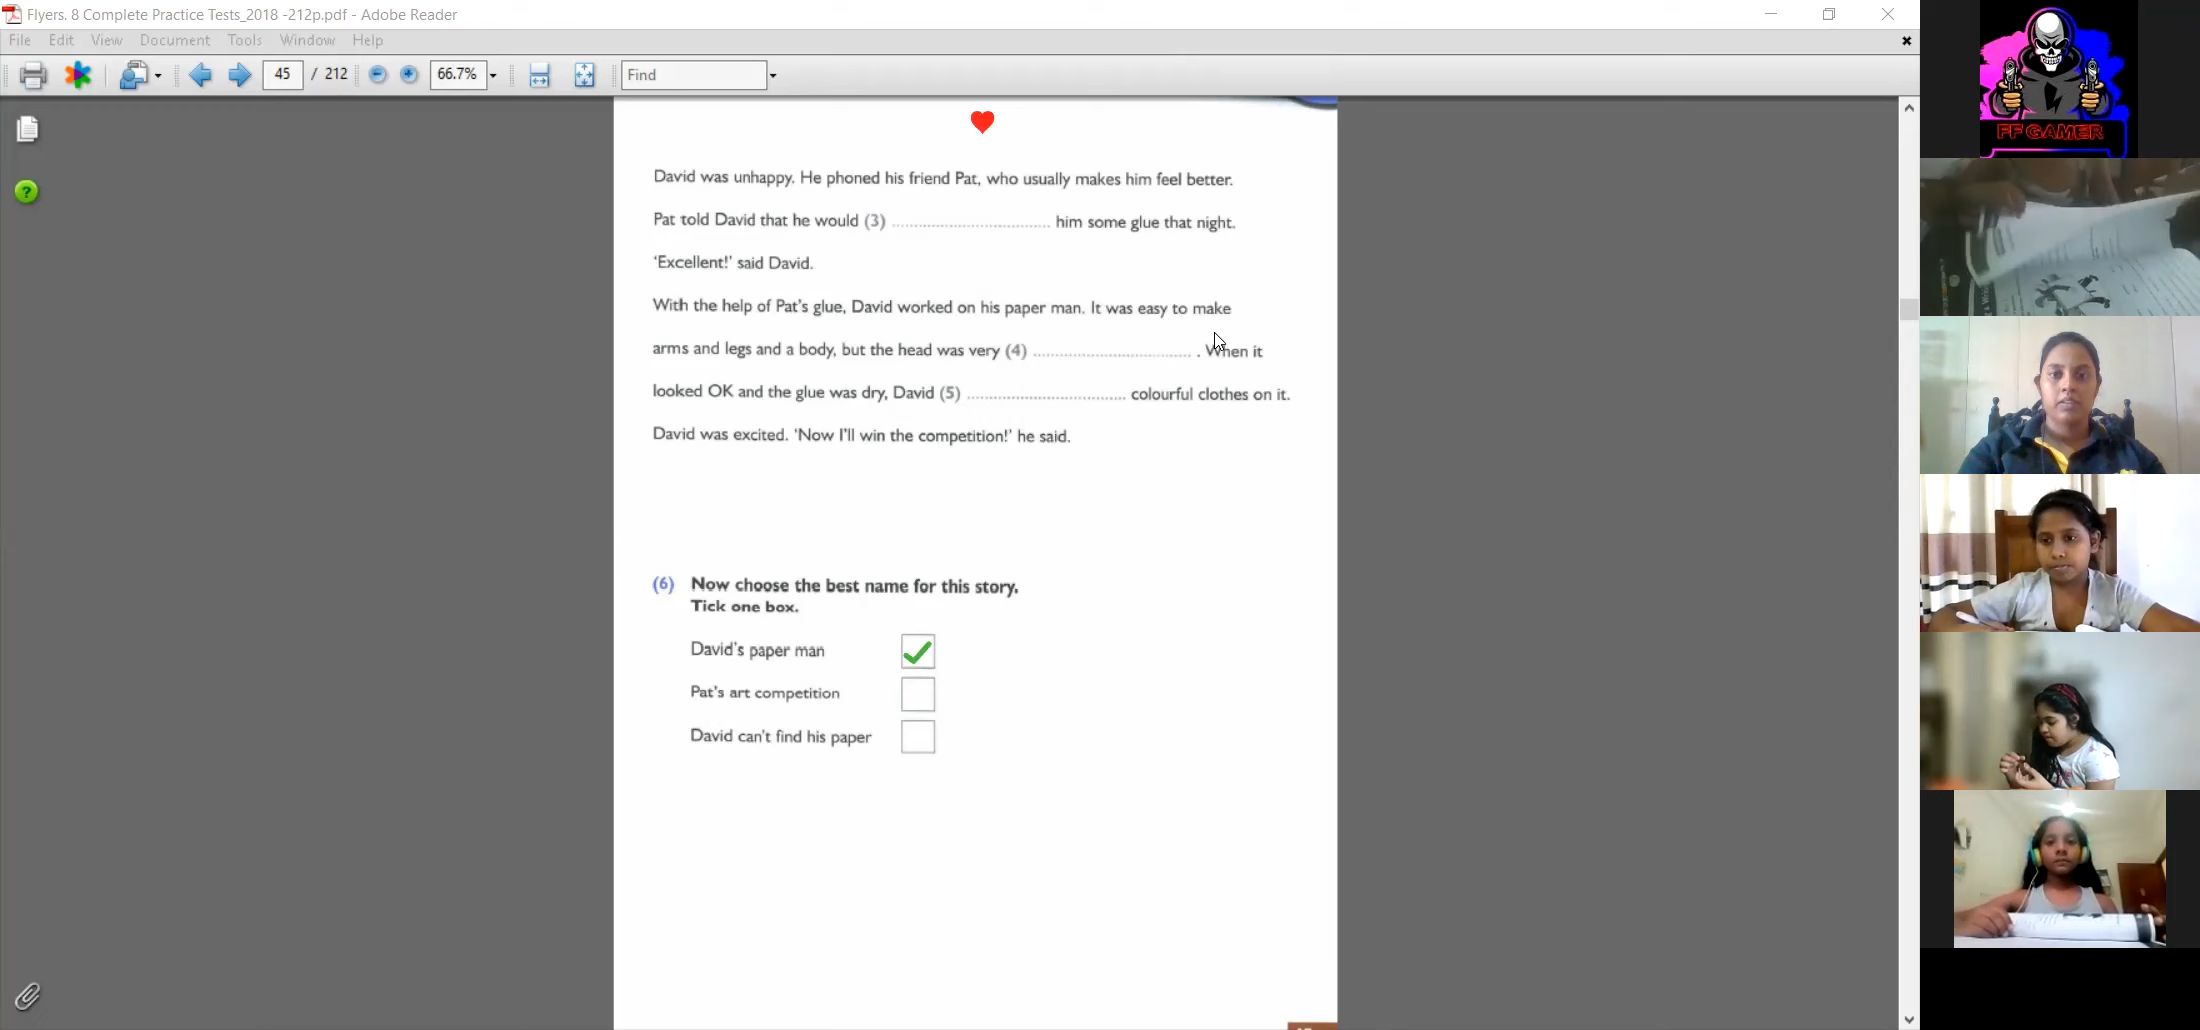 Flyers. 8 Complete Practice Tests_2018 -212p.pdf - Adobe Reader
File Edit View Document Tools Window Help
45 / 212 66.7% Find
David was unhappy. He phoned his friend Pat, who usually makes him feel better.
Pat told David that he would (3) .......................................... him some glue that night.
‘Excellent!’ said David.
With the help of Pat’s glue, David worked on his paper man. It was easy to make
arms and legs and a body, but the head was very (4) .......................................... . When it
looked OK and the glue was dry, David (5) .......................................... colourful clothes on it.
David was excited. ‘Now I’ll win the competition!’ he said.
(6) Now choose the best name for this story.
Tick one box.
David’s paper man
Pat’s art competition
David can’t find his paper
FF GAMER